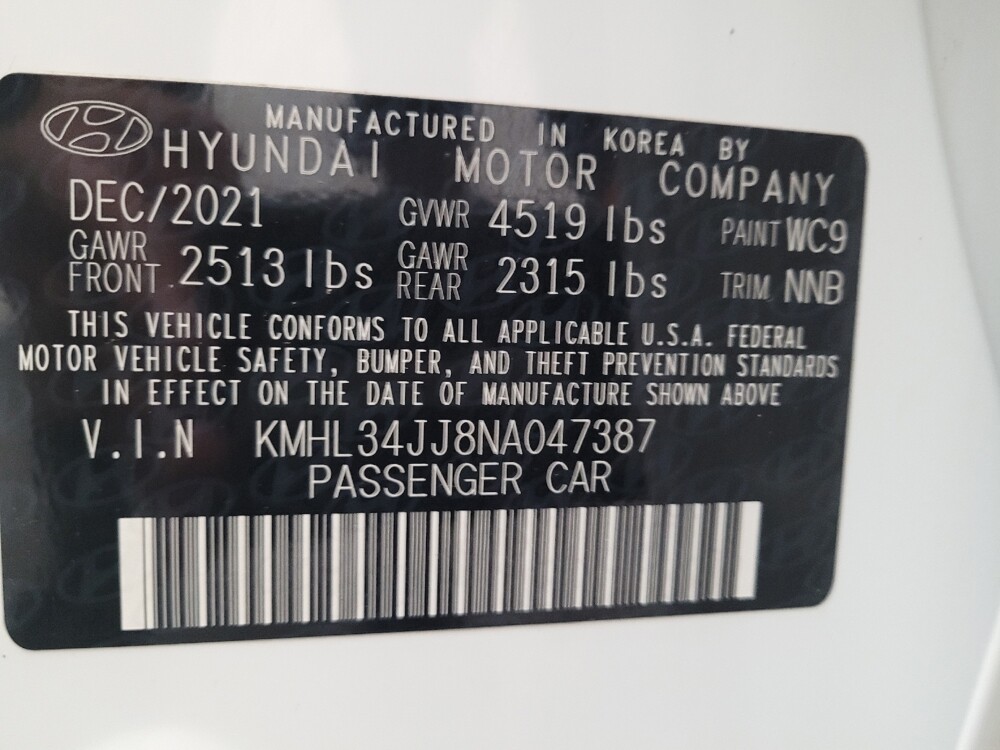 MANUFACTURED IN KOREA BY
HYUNDAI MOTOR COMPANY
DEC/2021 GVWR 4519 lbs PAINT WC9
GAWR FRONT 2513 lbs GAWR REAR 2315 lbs TRIM NNB
THIS VEHICLE CONFORMS TO ALL APPLICABLE U.S.A. FEDERAL
MOTOR VEHICLE SAFETY, BUMPER, AND THEFT PREVENTION STANDARDS
IN EFFECT ON THE DATE OF MANUFACTURE SHOWN ABOVE
V.I.N KMHL34JJ8NA047387
PASSENGER CAR